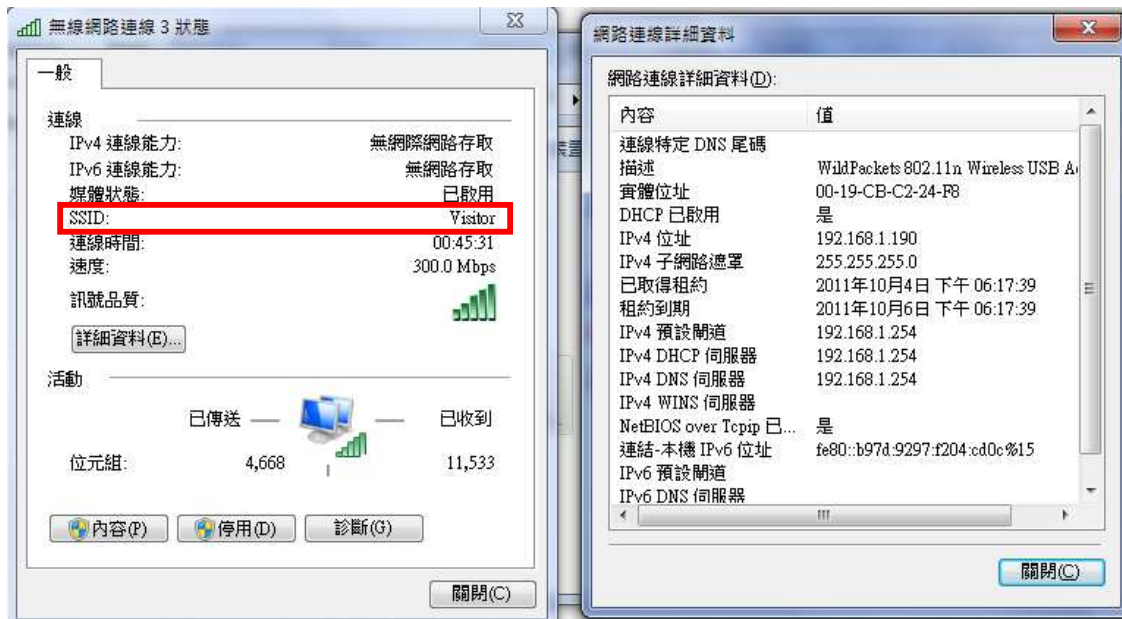 無線網路連線 3 狀態
一般
連線
IPv4 連線能力: 無網際網路存取
IPv6 連線能力: 無網路存取
媒體狀態: 已啟用
SSID: Visitor
連線時間: 00:45:31
速度: 300.0 Mbps
訊號品質:
詳細資料(E)...
活動
已傳送 已收到
位元組: 4,668 11,533
內容(P) 停用(D) 診斷(G)
關閉(C)
網路連線詳細資料
網路連線詳細資料(D):
內容 值
連線特定 DNS 尾碼
描述 WildPackets 802.11n Wireless USB
實體位址 00-19-CB-C2-24-F8
DHCP 已啟用 是
IPv4 位址 192.168.1.190
IPv4 子網路遮罩 255.255.255.0
已取得租約 2011年10月4日 下午 06:17:39
租約到期 2011年10月6日 下午 06:17:39
IPv4 預設閘道 192.168.1.254
IPv4 DHCP 伺服器 192.168.1.254
IPv4 DNS 伺服器 192.168.1.254
IPv4 WINS 伺服器
NetBIOS over Tcpip 已... 是
連結-本機 IPv6 位址 fe80::b97d:9297:f204:cd0c%15
IPv6 預設閘道
IPv6 DNS 伺服器
關閉(C)